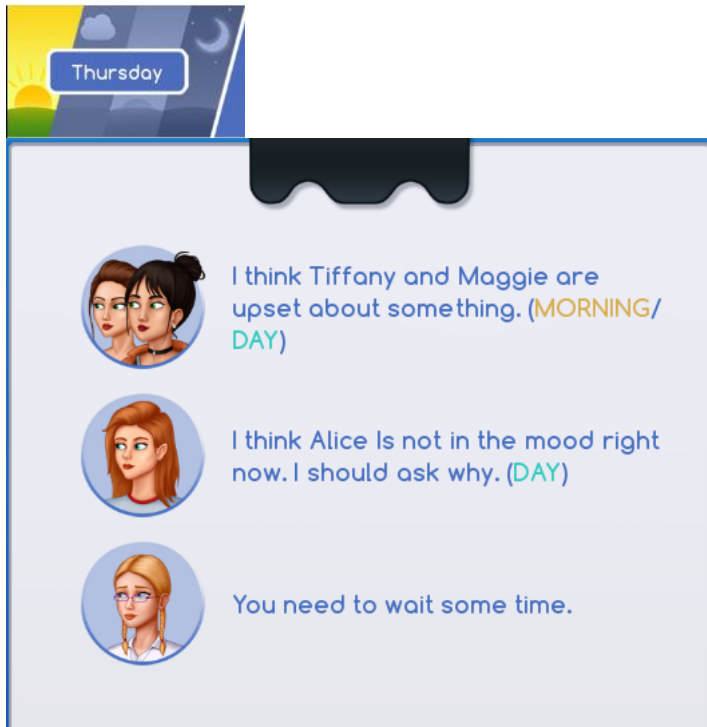 Thursday
I think Tiffany and Maggie are
upset about something. (MORNING/
DAY)
I think Alice Is not in the mood right
now. I should ask why. (DAY)
You need to wait some time.